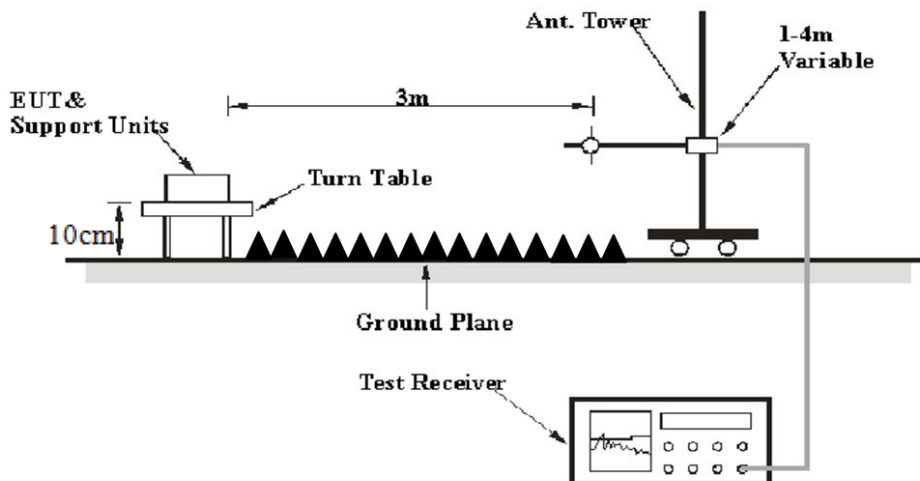 Ant. Tower
1-4m
Variable
EUT&
Support Units
3m
Turn Table
10cm
Ground Plane
Test Receiver